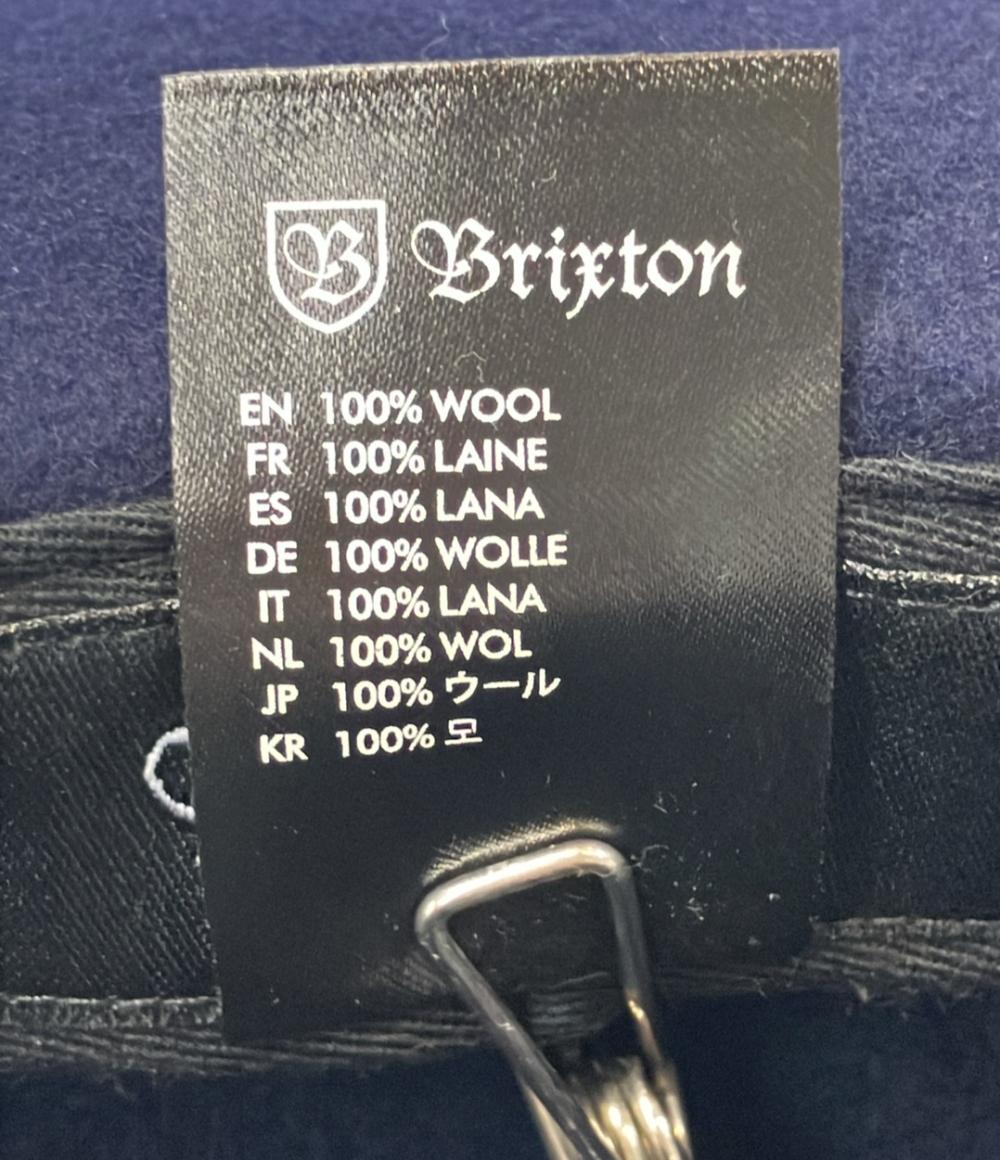 B Brixton
EN 100% WOOL
FR 100% LAINE
ES 100% LANA
DE 100% WOLLE
IT 100% LANA
NL 100% WOL
JP 100% ウール
KR 100% 모